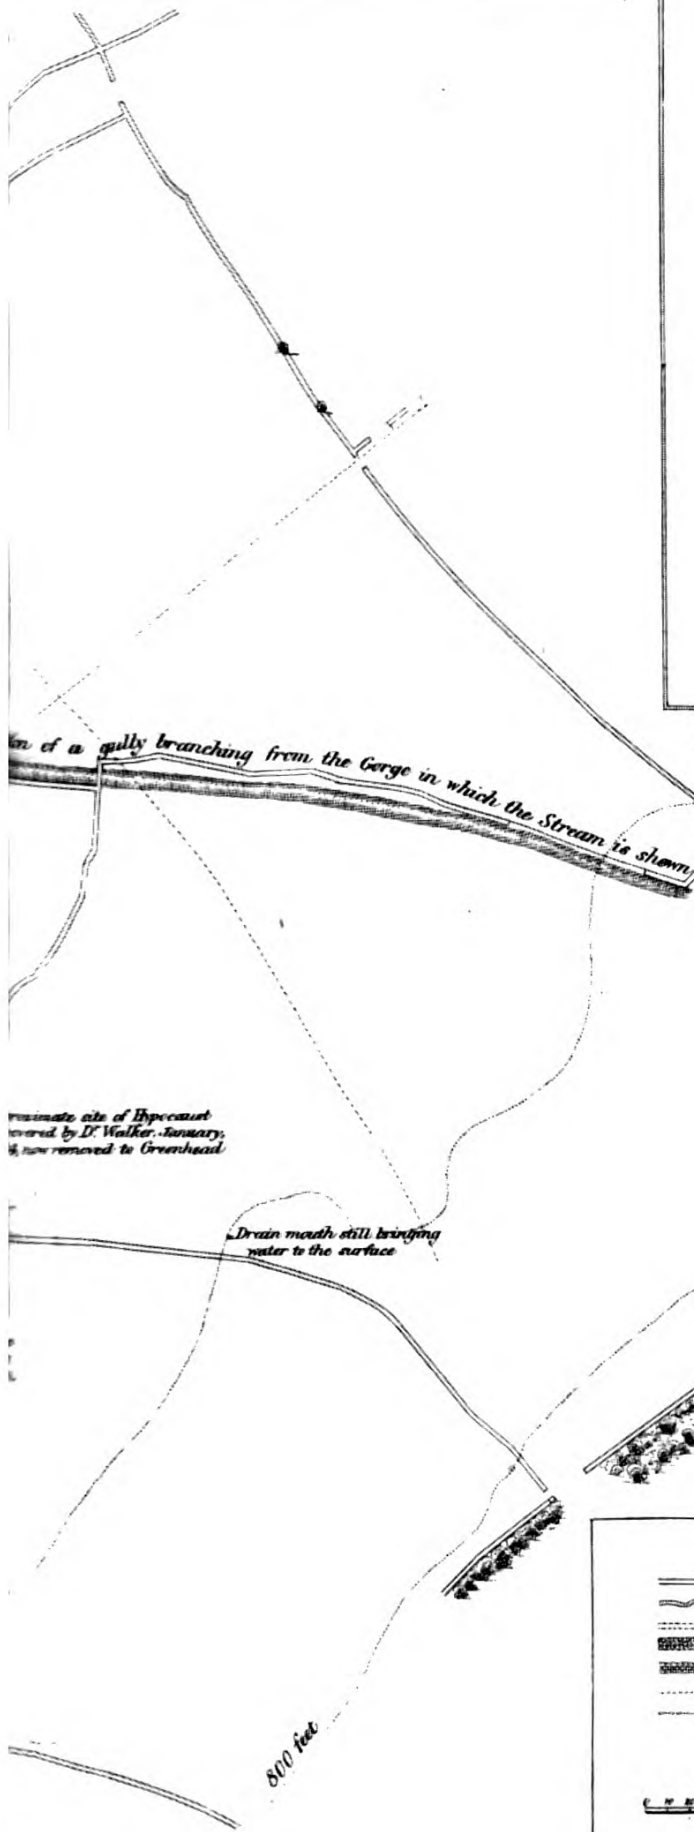 of a gully branching from the Gorge in which the Stream is shewn
site of Hypocaust
by Dr. Walker. January,
now removed to Greenhead
Drain mouth still bringing
water to the surface
800 feet